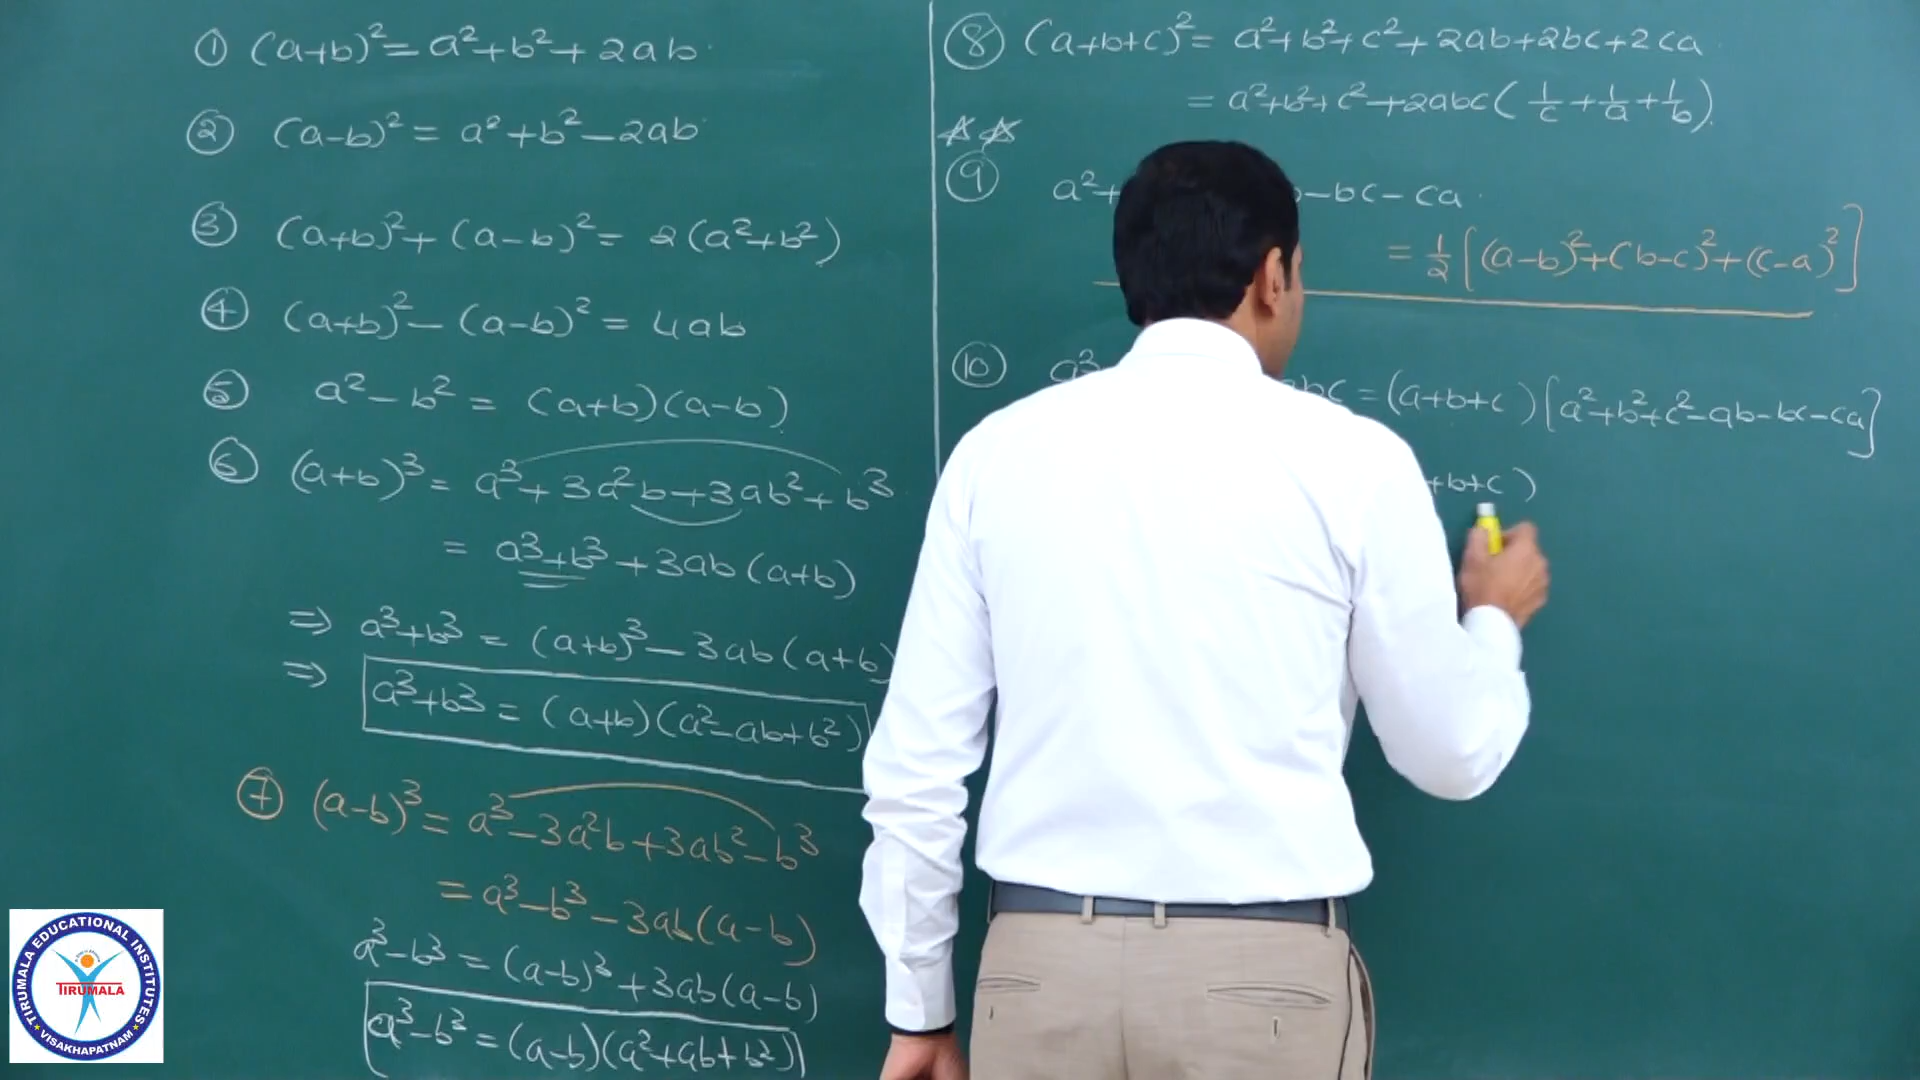 ① (a+b)² = a²+b²+2ab
② (a-b)² = a²+b²-2ab
③ (a+b)²+(a-b)² = 2(a²+b²)
④ (a+b)²-(a-b)² = 4ab
⑤ a²-b² = (a+b)(a-b)
⑥ (a+b)³ = a³+3a²b+3ab²+b³
= a³+b³+3ab(a+b)
⇒ a³+b³ = (a+b)³-3ab(a+b)
⇒ a³+b³ = (a+b)(a²-ab+b²)
⑦ (a-b)³ = a³-3a²b+3ab²-b³
= a³-b³-3ab(a-b)
a³-b³ = (a-b)³+3ab(a-b)
a³-b³ = (a-b)(a²+ab+b²)
⑧ (a+b+c)² = a²+b²+c²+2ab+2bc+2ca
= a²+b²+c²+2abc(1/c+1/a+1/b)
⑨ a²+ -bc-ca
= 1/2[(a-b)²+(b-c)²+(c-a)²]
⑩ a³ abc = (a+b+c)[a²+b²+c²-ab-bc-ca]
+b+c)
TIRUMALA EDUCATIONAL INSTITUTES
TIRUMALA
★ VISAKHAPATNAM ★